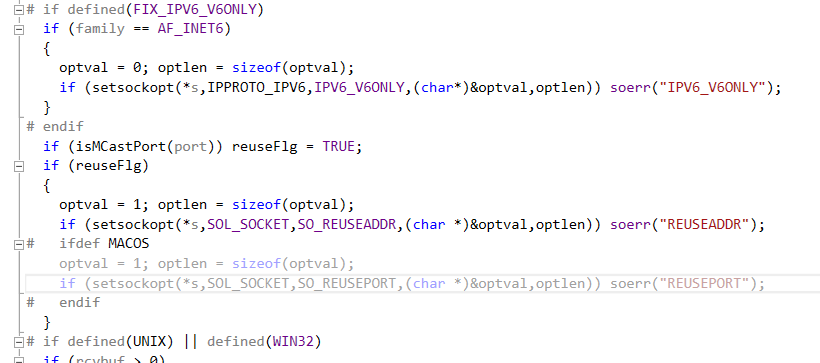 # if defined(FIX_IPV6_V6ONLY)
if (family == AF_INET6)
{
optval = 0; optlen = sizeof(optval);
if (setsockopt(*s,IPPROTO_IPV6,IPV6_V6ONLY,(char*)&optval,optlen)) soerr("IPV6_V6ONLY");
}
# endif
if (isMCastPort(port)) reuseFlg = TRUE;
if (reuseFlg)
{
optval = 1; optlen = sizeof(optval);
if (setsockopt(*s,SOL_SOCKET,SO_REUSEADDR,(char *)&optval,optlen)) soerr("REUSEADDR");
#   ifdef MACOS
optval = 1; optlen = sizeof(optval);
if (setsockopt(*s,SOL_SOCKET,SO_REUSEPORT,(char *)&optval,optlen)) soerr("REUSEPORT");
#   endif
}
# if defined(UNIX) || defined(WIN32)
if (rcvbuf > 0)